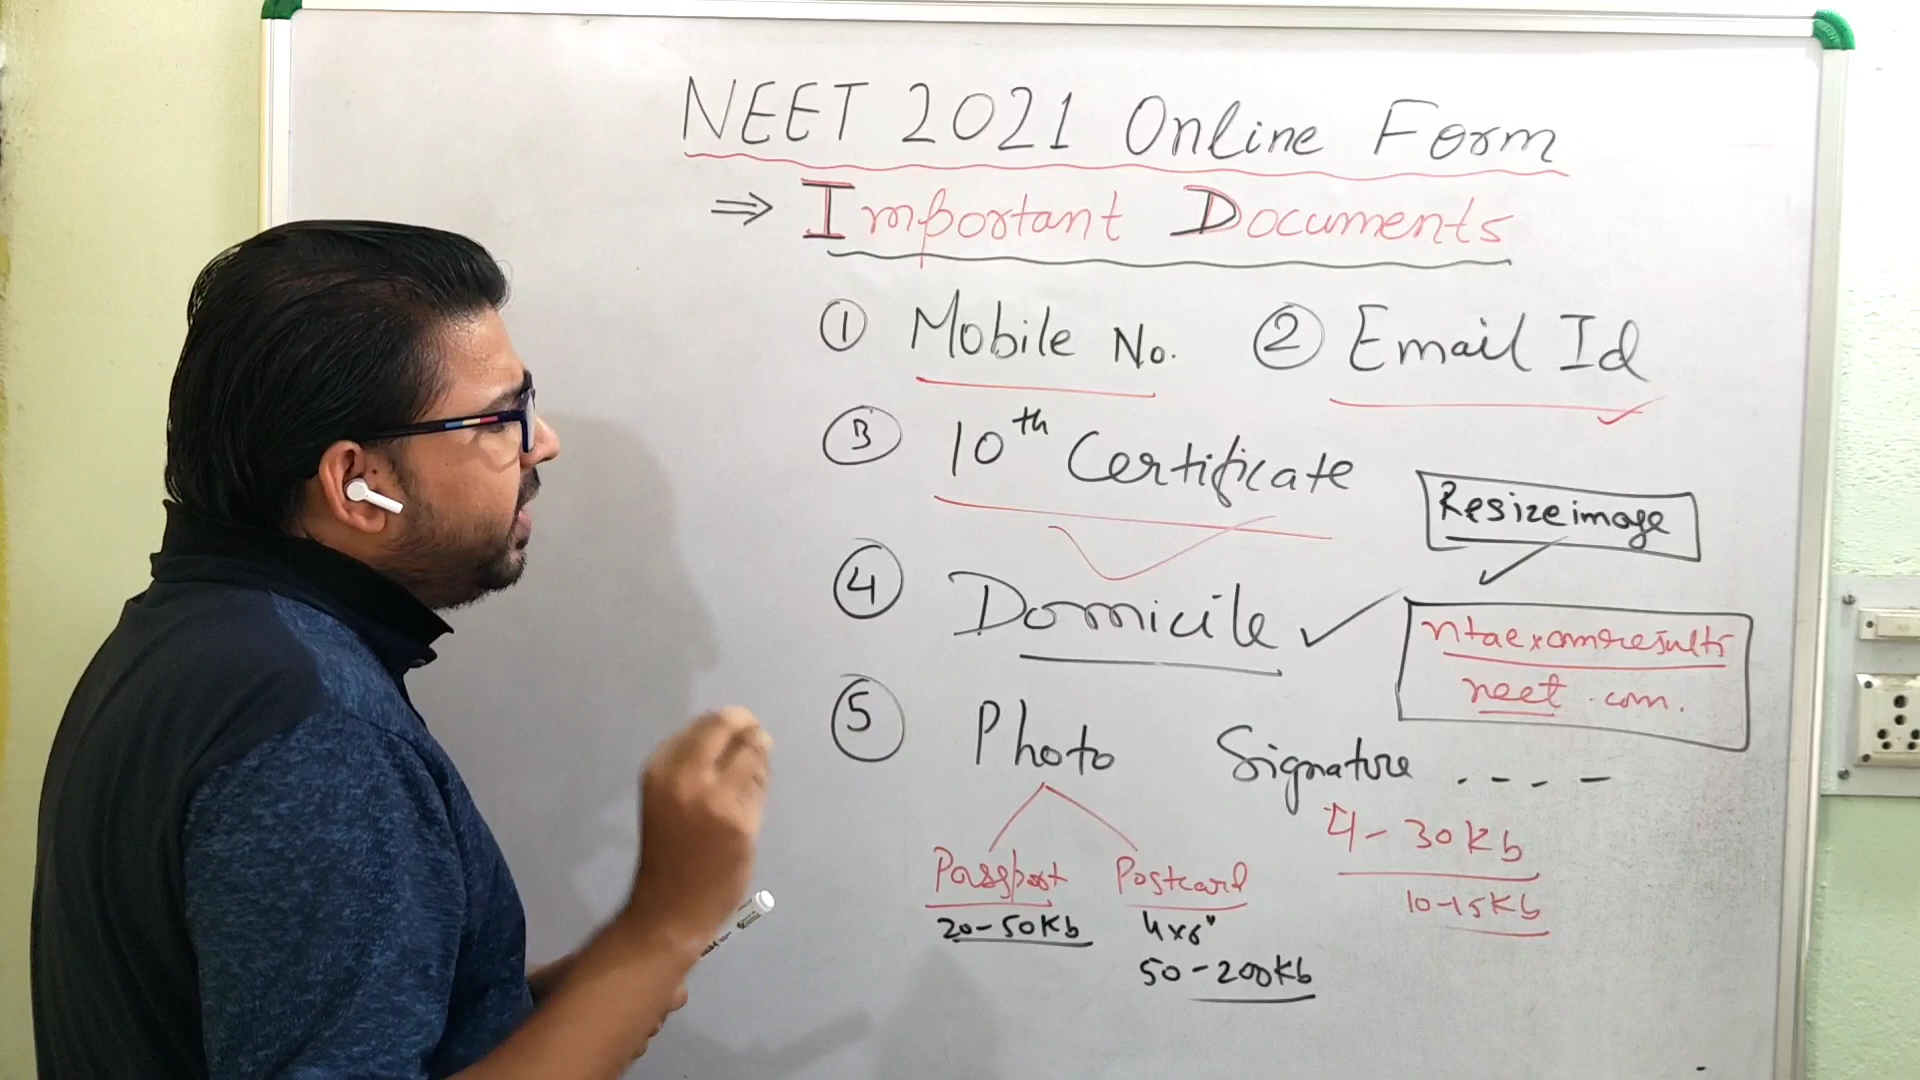 NEET 2021 Online Form
⇒ Important Documents
① Mobile No. ② Email Id
③ 10th Certificate
Resize image
④ Domicile ✓
ntaexamresults
neet.com.
⑤ Photo Signature . - - -
4-30Kb
10-15Kb
Passport Postcard
20-50Kb 4x6"
50-200Kb